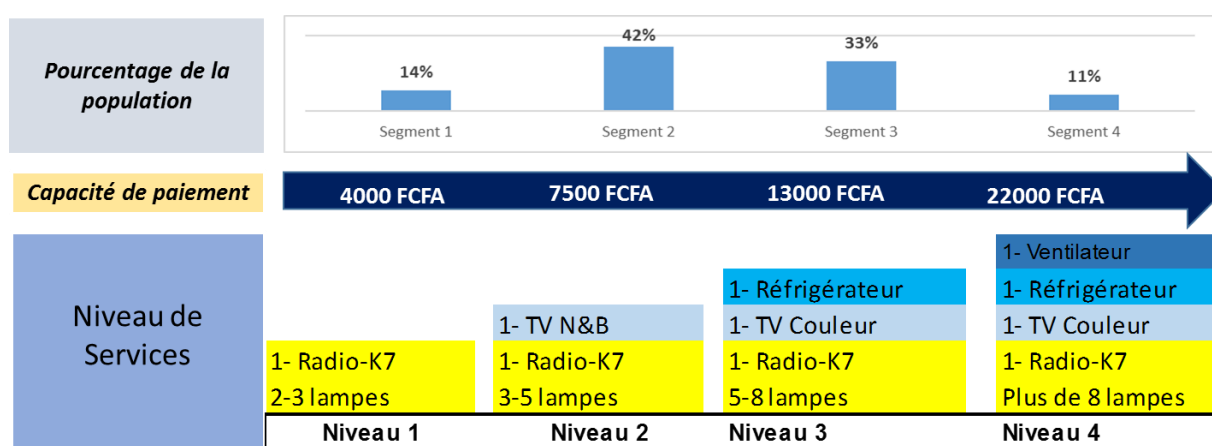 Pourcentage de la
population
14%
42%
33%
11%
Segment 1
Segment 2
Segment 3
Segment 4
Capacité de paiement
4000 FCFA
7500 FCFA
13000 FCFA
22000 FCFA
Niveau de
Services
1- Radio-K7
2-3 lampes
Niveau 1
1- TV N&B
1- Radio-K7
3-5 lampes
Niveau 2
1- Réfrigérateur
1- TV Couleur
1- Radio-K7
5-8 lampes
Niveau 3
1- Ventilateur
1- Réfrigérateur
1- TV Couleur
1- Radio-K7
Plus de 8 lampes
Niveau 4